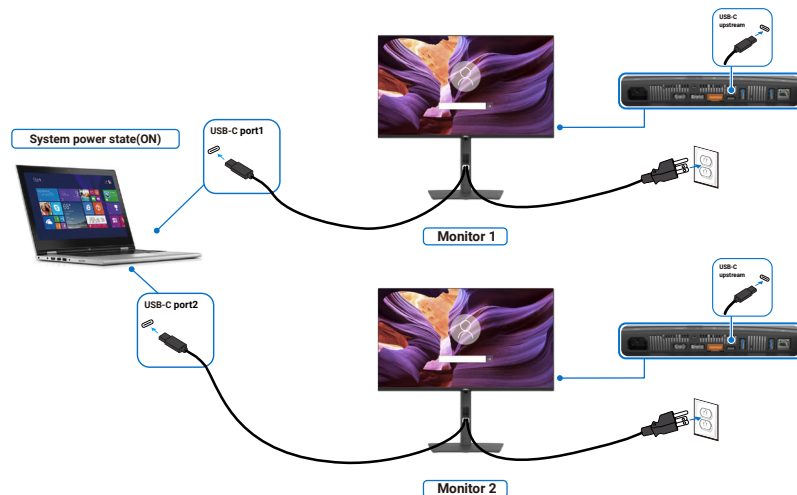 USB-C
upstream
System power state(ON)
USB-C port1
Monitor 1
USB-C port2
USB-C
upstream
Monitor 2